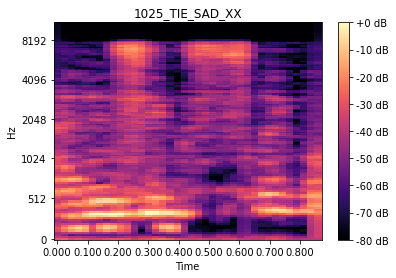 1025_TIE_SAD_XX
8192
4096
2048
1024
512
0
Hz
0.000 0.100 0.200 0.300 0.400 0.500 0.600 0.700 0.800
Time
+0 dB
-10 dB
-20 dB
-30 dB
-40 dB
-50 dB
-60 dB
-70 dB
-80 dB